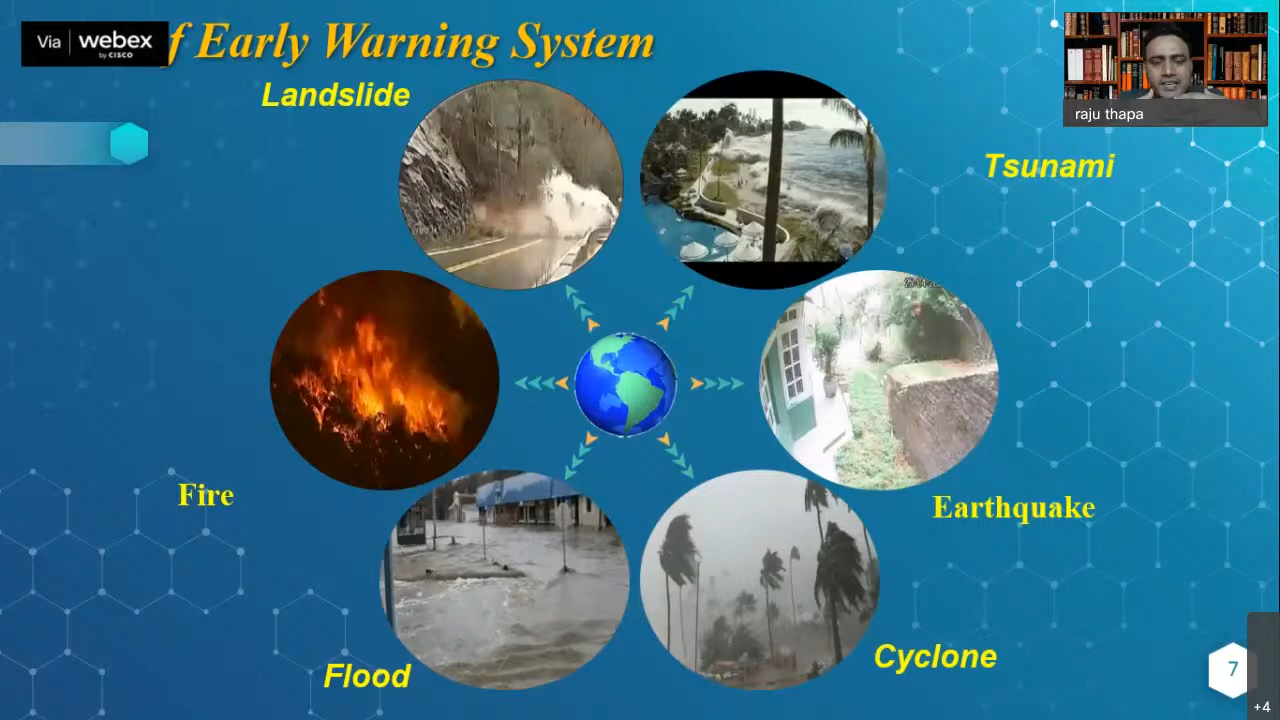 Via webex
by CISCO
f Early Warning System
Landslide
Tsunami
raju thapa
Fire
Earthquake
Flood
Cyclone
7
+4